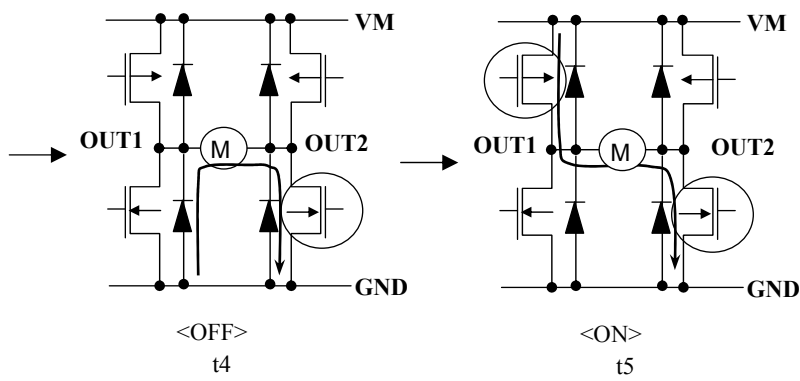 VM
OUT1
M
OUT2
GND
<OFF>
t4
VM
OUT1
M
OUT2
GND
<ON>
t5